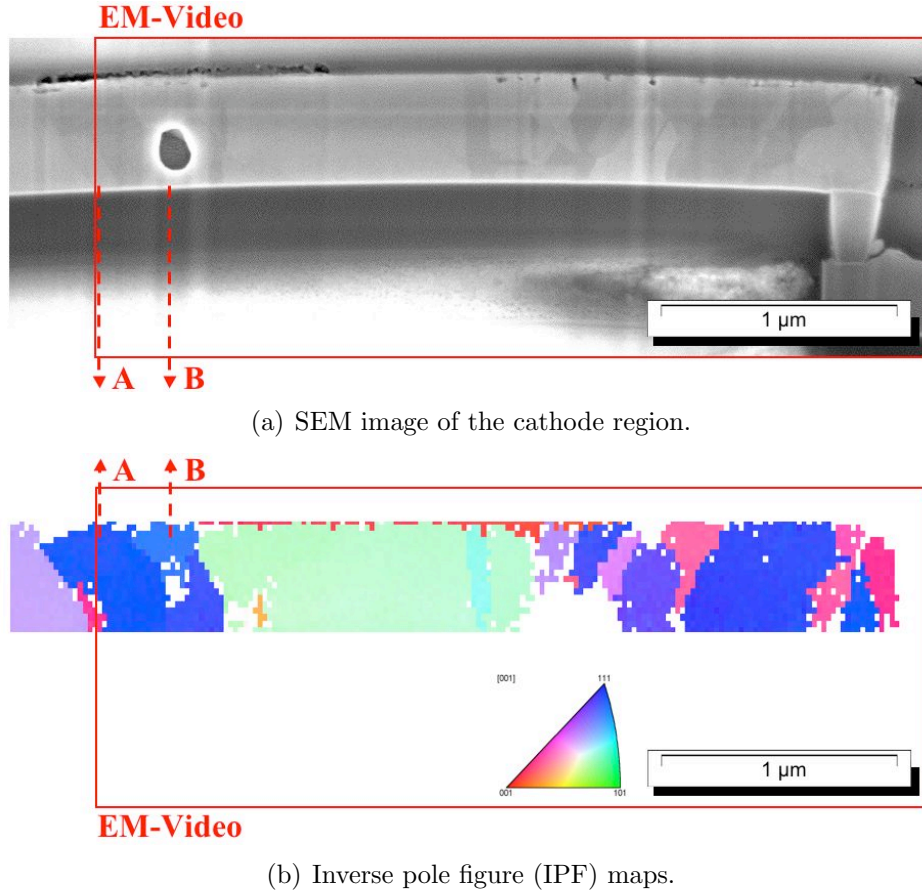 EM-Video
1 µm
A B
(a) SEM image of the cathode region.
A B
[001] 111
001 101
1 µm
EM-Video
(b) Inverse pole figure (IPF) maps.